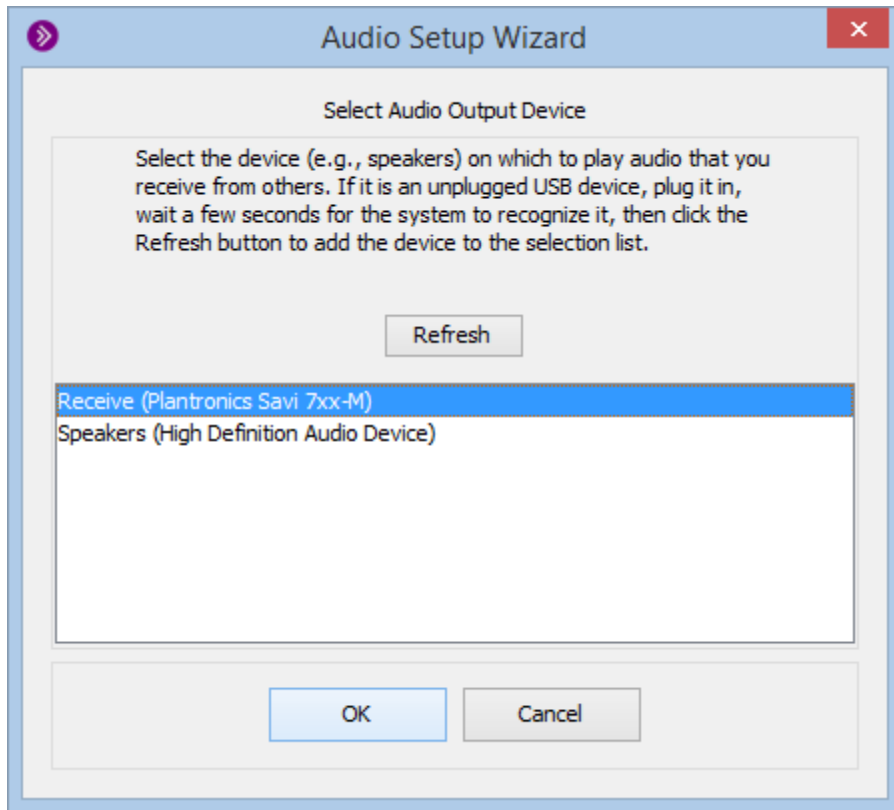 Audio Setup Wizard
Select Audio Output Device
Select the device (e.g., speakers) on which to play audio that you
receive from others. If it is an unplugged USB device, plug it in,
wait a few seconds for the system to recognize it, then click the
Refresh button to add the device to the selection list.
Refresh
Receive (Plantronics Savi 7xx-M)
Speakers (High Definition Audio Device)
OK
Cancel